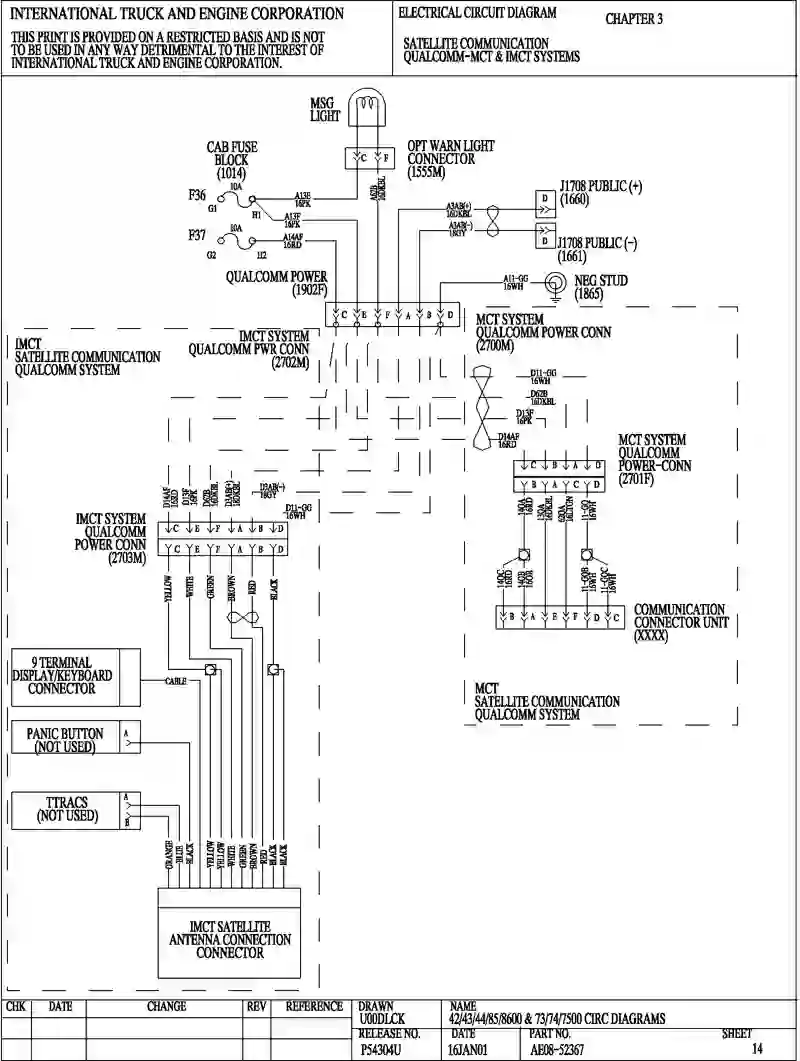 INTERNATIONAL TRUCK AND ENGINE CORPORATION
THIS PRINT IS PROVIDED ON A RESTRICTED BASIS AND IS NOT
TO BE USED IN ANY WAY DETRIMENTAL TO THE INTEREST OF
INTERNATIONAL TRUCK AND ENGINE CORPORATION.
ELECTRICAL CIRCUIT DIAGRAM
CHAPTER 3
SATELLITE COMMUNICATION
QUALCOMM-MCT & IMCT SYSTEMS
MSG
LIGHT
C F
OPT WARN LIGHT
CONNECTOR
(1555M)
CAB FUSE
BLOCK
(1014)
F36
10A
G1
H1
A13F
16PK
A62B
16DKBL
F37
10A
G2
H2
A14AF
16RD
A3AB(+)
16DKBL
A3AB(-)
18GY
D
J1708 PUBLIC (+)
(1660)
D
J1708 PUBLIC (-)
(1661)
A11-GG
16WH
NEG STUD
(1865)
QUALCOMM POWER
(1902F)
C E F A B D
IMCT
SATELLITE COMMUNICATION
QUALCOMM SYSTEM
IMCT SYSTEM
QUALCOMM PWR CONN
(2702M)
MCT SYSTEM
QUALCOMM POWER CONN
(2700M)
D11-GG
16WH
D62B
16DKBL
D13F
16PK
D14AF
16RD
MCT SYSTEM
QUALCOMM
POWER-CONN
(2701F)
C B A D
B A C D
14QA
16RD
13QA
16DKBL
62QA
16LTGN
11-GQ
16WH
14QC
16RD
14QB
11-GQB
16WH
11-GQC
16WH
B A E F D C
COMMUNICATION
CONNECTOR UNIT
(XXXX)
MCT
SATELLITE COMMUNICATION
QUALCOMM SYSTEM
D14AF
16RD
D13F
16PK
D62B
16DKBL
D3AB(+)
16DKBL
D3AB(-)
18GY
D11-GG
16WH
IMCT SYSTEM
QUALCOMM
POWER CONN
(2703M)
C E F A B D
C E F A B D
YELLOW
WHITE
GREEN
BROWN
RED
BLACK
9 TERMINAL
DISPLAY/KEYBOARD
CONNECTOR
CABLE
PANIC BUTTON
(NOT USED)
A
TTRACS
(NOT USED)
A
B
ORANGE
BLUE
BLACK
YELLOW
YELLOW
WHITE
GREEN
BROWN
RED
BLACK
BLACK
IMCT SATELLITE
ANTENNA CONNECTION
CONNECTOR
CHK DATE CHANGE REV REFERENCE
DRAWN
U00DLCK
NAME
42/43/44/85/8600 & 73/74/7500 CIRC DIAGRAMS
RELEASE NO.
P54304U
DATE
16JAN01
PART NO.
AE08-52367
SHEET
14